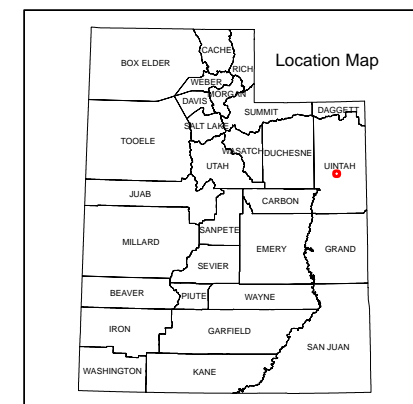 Location Map
CACHE
BOX ELDER
RICH
WEBER
MORGAN
DAVIS
SUMMIT
DAGGETT
SALT LAKE
TOOELE
WASATCH
DUCHESNE
UINTAH
UTAH
JUAB
CARBON
SANPETE
MILLARD
EMERY
GRAND
SEVIER
BEAVER
PIUTE
WAYNE
IRON
GARFIELD
SAN JUAN
WASHINGTON
KANE